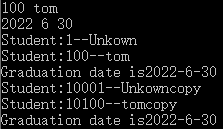 100 tom
2022 6 30
Student:1--Unkown
Student:100--tom
Graduation date is2022-6-30
Student:10001--Unkowncopy
Student:10100--tomcopy
Graduation date is2022-6-30